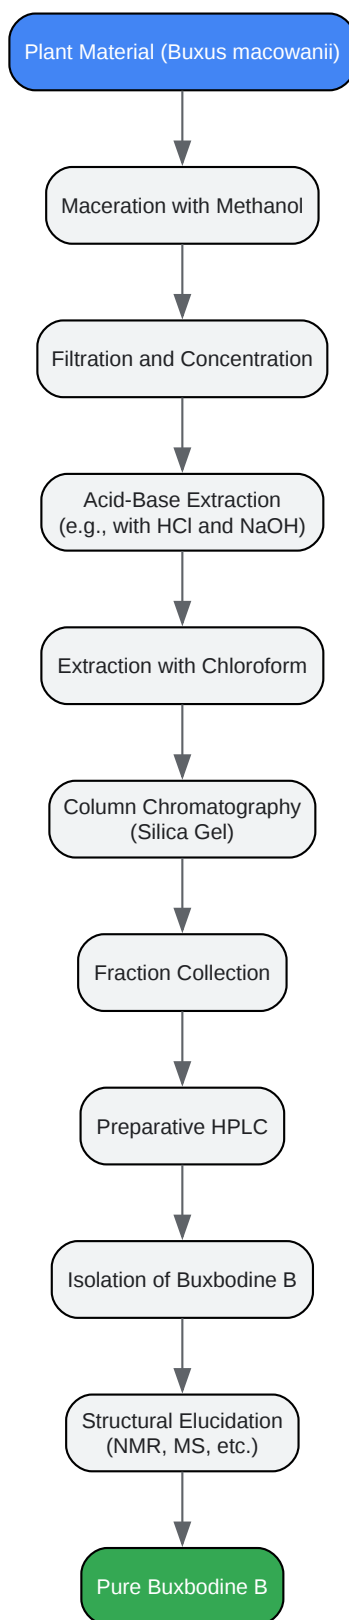 Plant Material (Buxus macowanii)
Maceration with Methanol
Filtration and Concentration
Acid-Base Extraction
(e.g., with HCl and NaOH)
Extraction with Chloroform
Column Chromatography
(Silica Gel)
Fraction Collection
Preparative HPLC
Isolation of Buxbodine B
Structural Elucidation
(NMR, MS, etc.)
Pure Buxbodine B